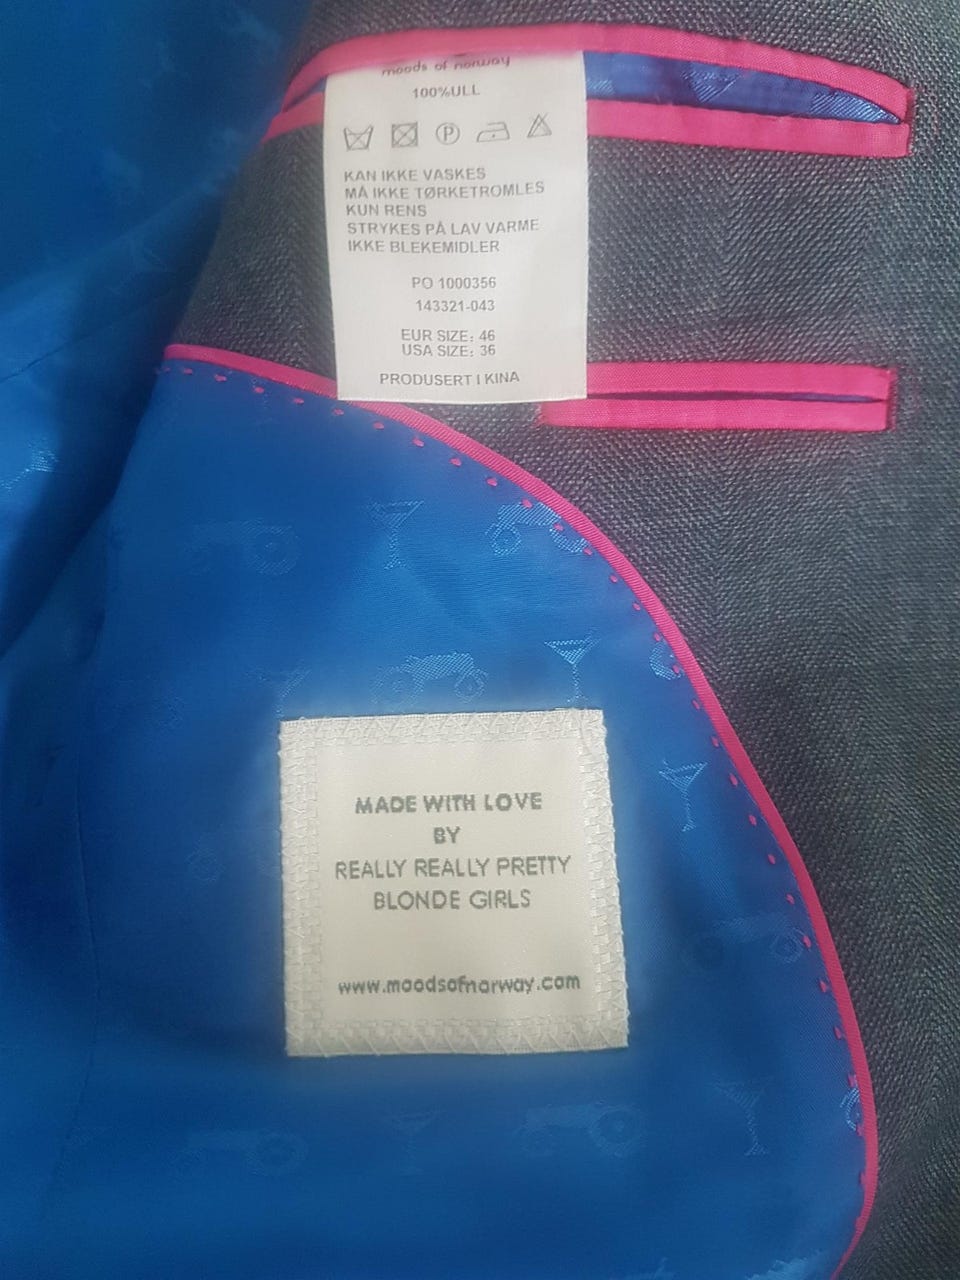 moods of norway
100%ULL
P
KAN IKKE VASKES
MÅ IKKE TØRKETROMLES
KUN RENS
STRYKES PÅ LAV VARME
IKKE BLEKEMIDLER
PO 1000356
143321-043
EUR SIZE: 46
USA SIZE: 36
PRODUSERT I KINA
MADE WITH LOVE
BY
REALLY REALLY PRETTY
BLONDE GIRLS
www.moodsofnorway.com